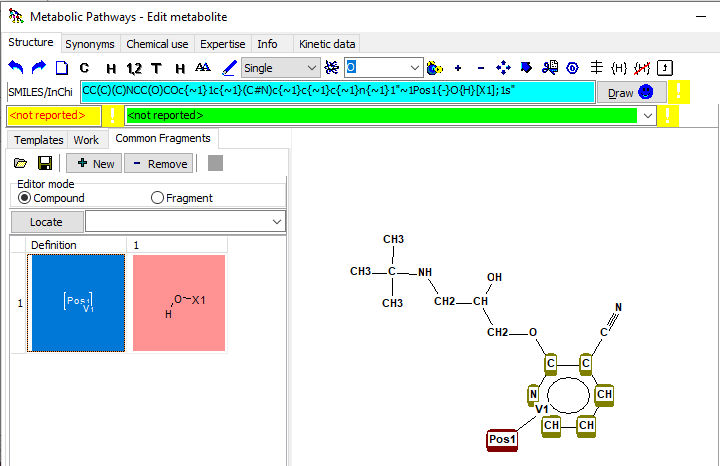 Metabolic Pathways - Edit metabolite
Structure Synonyms Chemical use Expertise Info Kinetic data
C H 1,2 T H AA Single O {H} {H}
SMILES/InChi CC(C)(C)NCC(O)COc{~1}1c{~1}(C#N)c{~1}c{~1}c{~1}n{~1}1"~1Pos1{-}O{H}[X1];1s" Draw !
<not reported> ! <not reported> !
Templates Work Common Fragments
New Remove
Editor mode
Compound Fragment
Locate
Definition 1
1 [Pos1] V1 O X1 H
CH3
CH3 C NH OH
CH3 CH2 CH N
CH2 O C
C C
N CH
V1
CH CH
Pos1